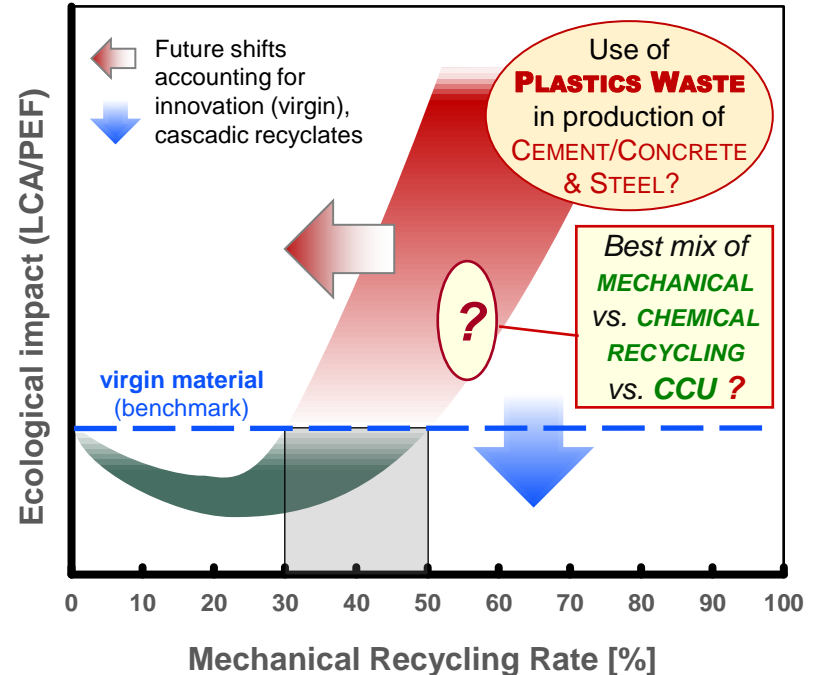 Future shifts
accounting for
innovation (virgin),
cascadic recyclates
Use of
PLASTICS WASTE
in production of
CEMENT/CONCRETE
& STEEL?
Best mix of
MECHANICAL
vs. CHEMICAL
RECYCLING
vs. CCU ?
?
virgin material
(benchmark)
Ecological impact (LCA/PEF)
0 10 20 30 40 50 60 70 80 90 100
Mechanical Recycling Rate [%]